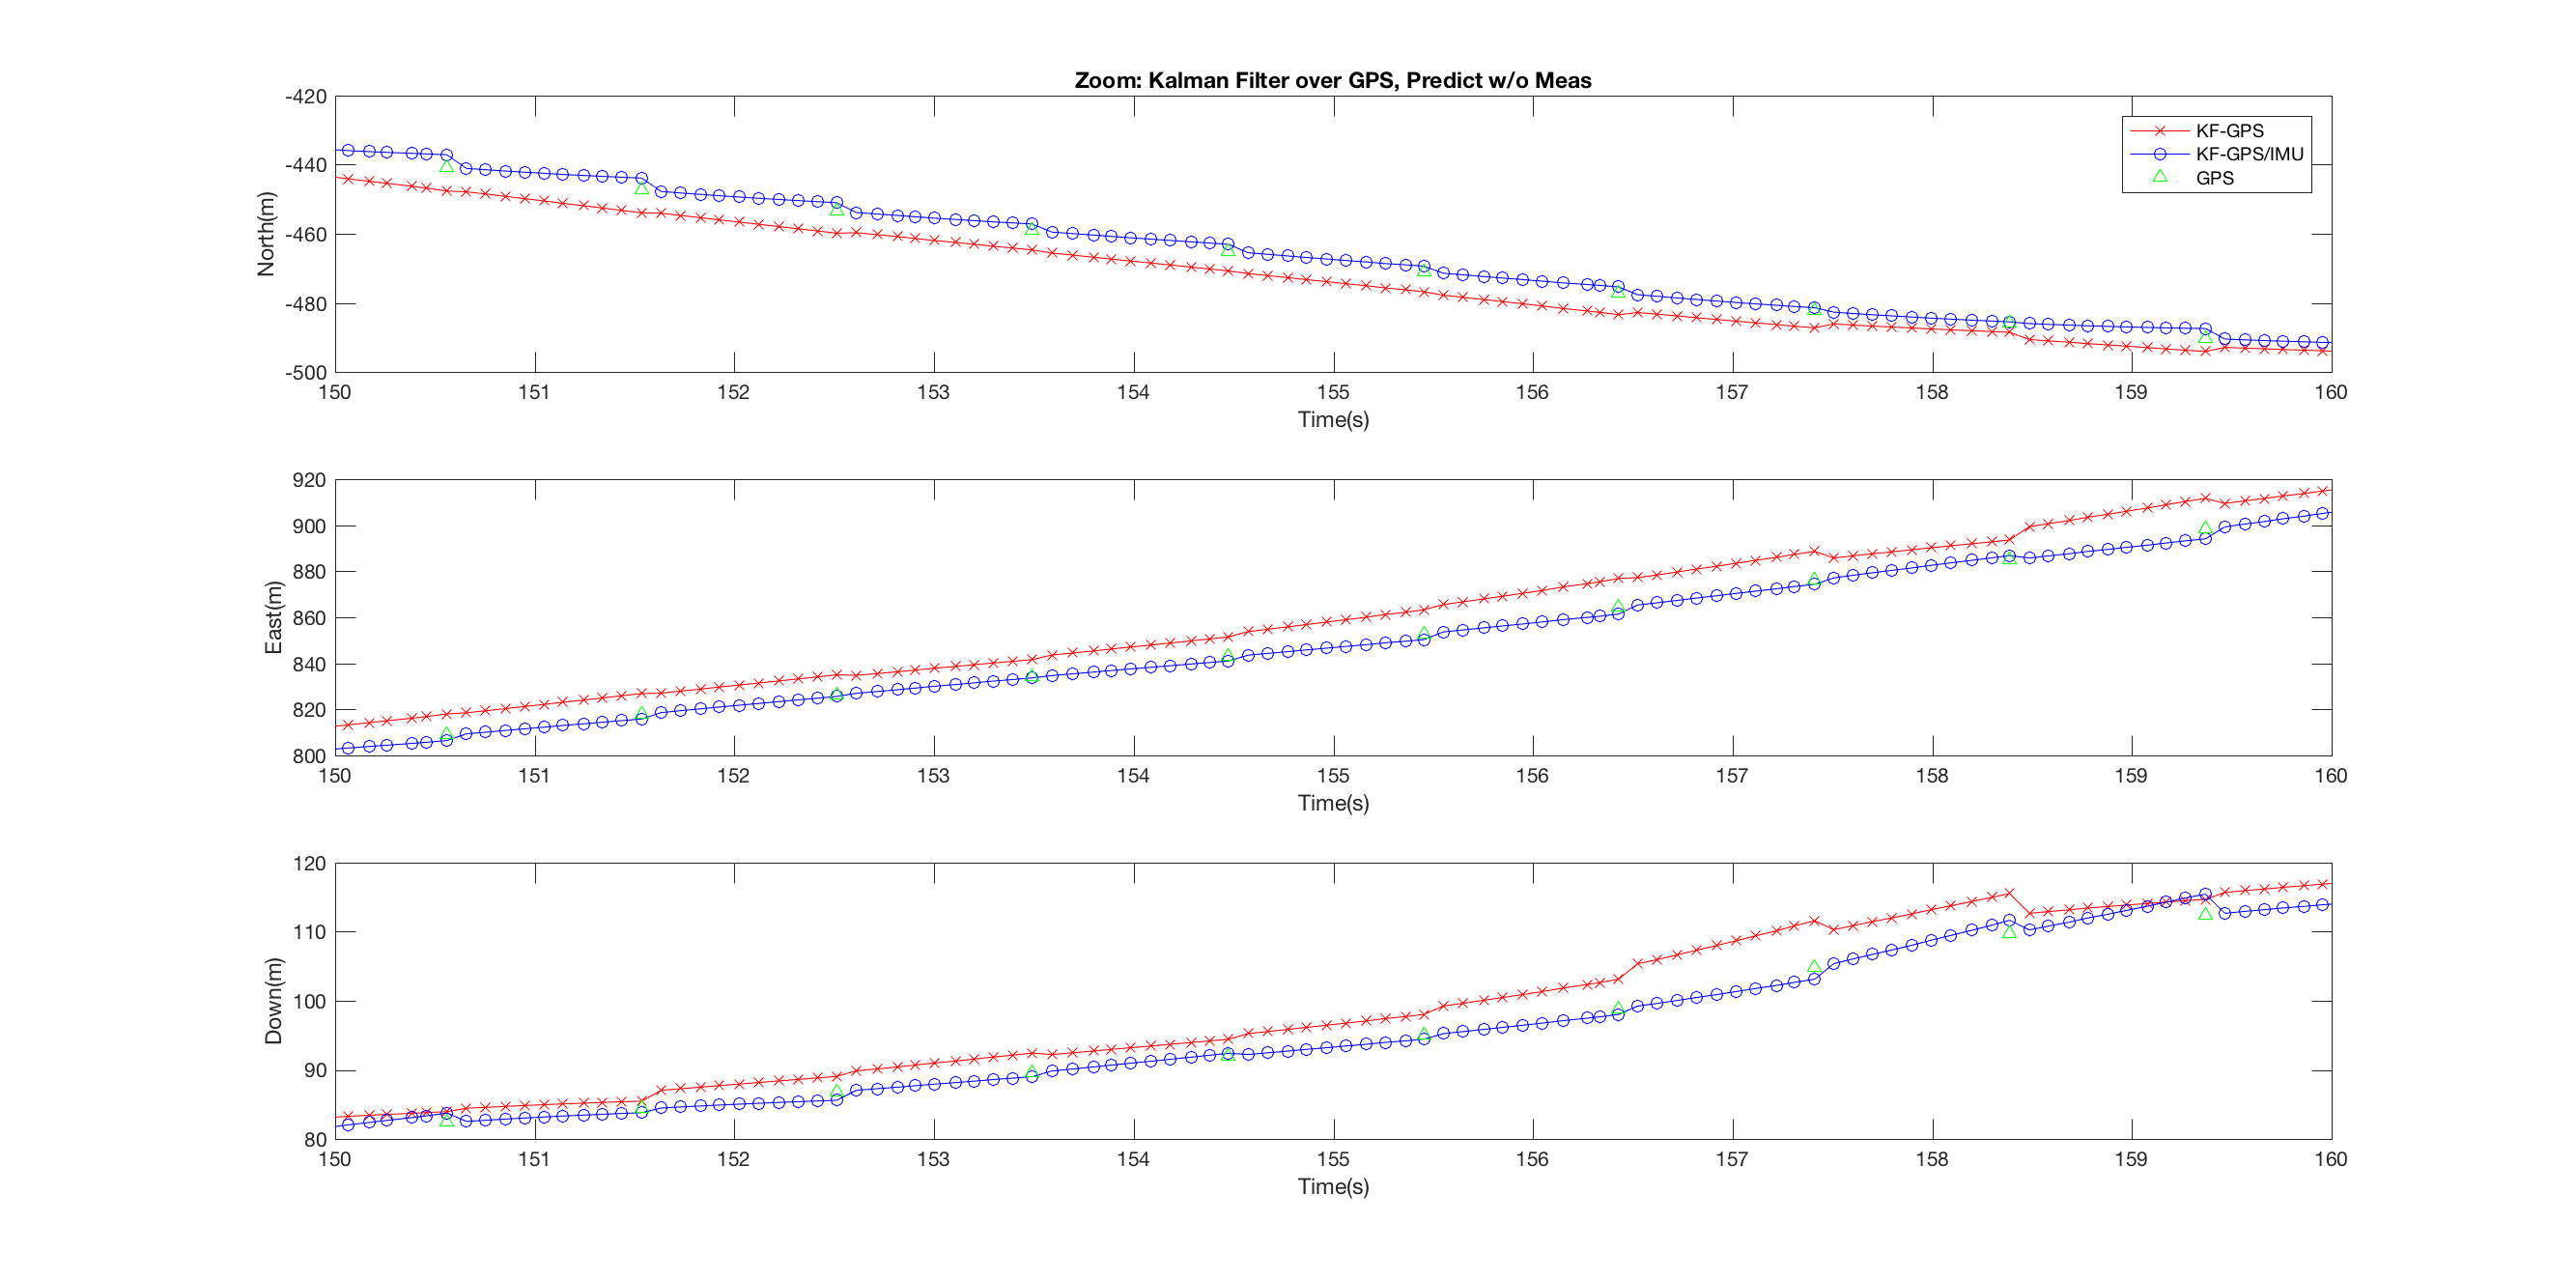 Zoom: Kalman Filter over GPS, Predict w/o Meas
-420
-440
-460
-480
-500
North(m)
KF-GPS
KF-GPS/IMU
GPS
150 151 152 153 154 155 156 157 158 159 160
Time(s)
920
900
880
860
840
820
800
East(m)
150 151 152 153 154 155 156 157 158 159 160
Time(s)
120
110
100
90
80
Down(m)
150 151 152 153 154 155 156 157 158 159 160
Time(s)